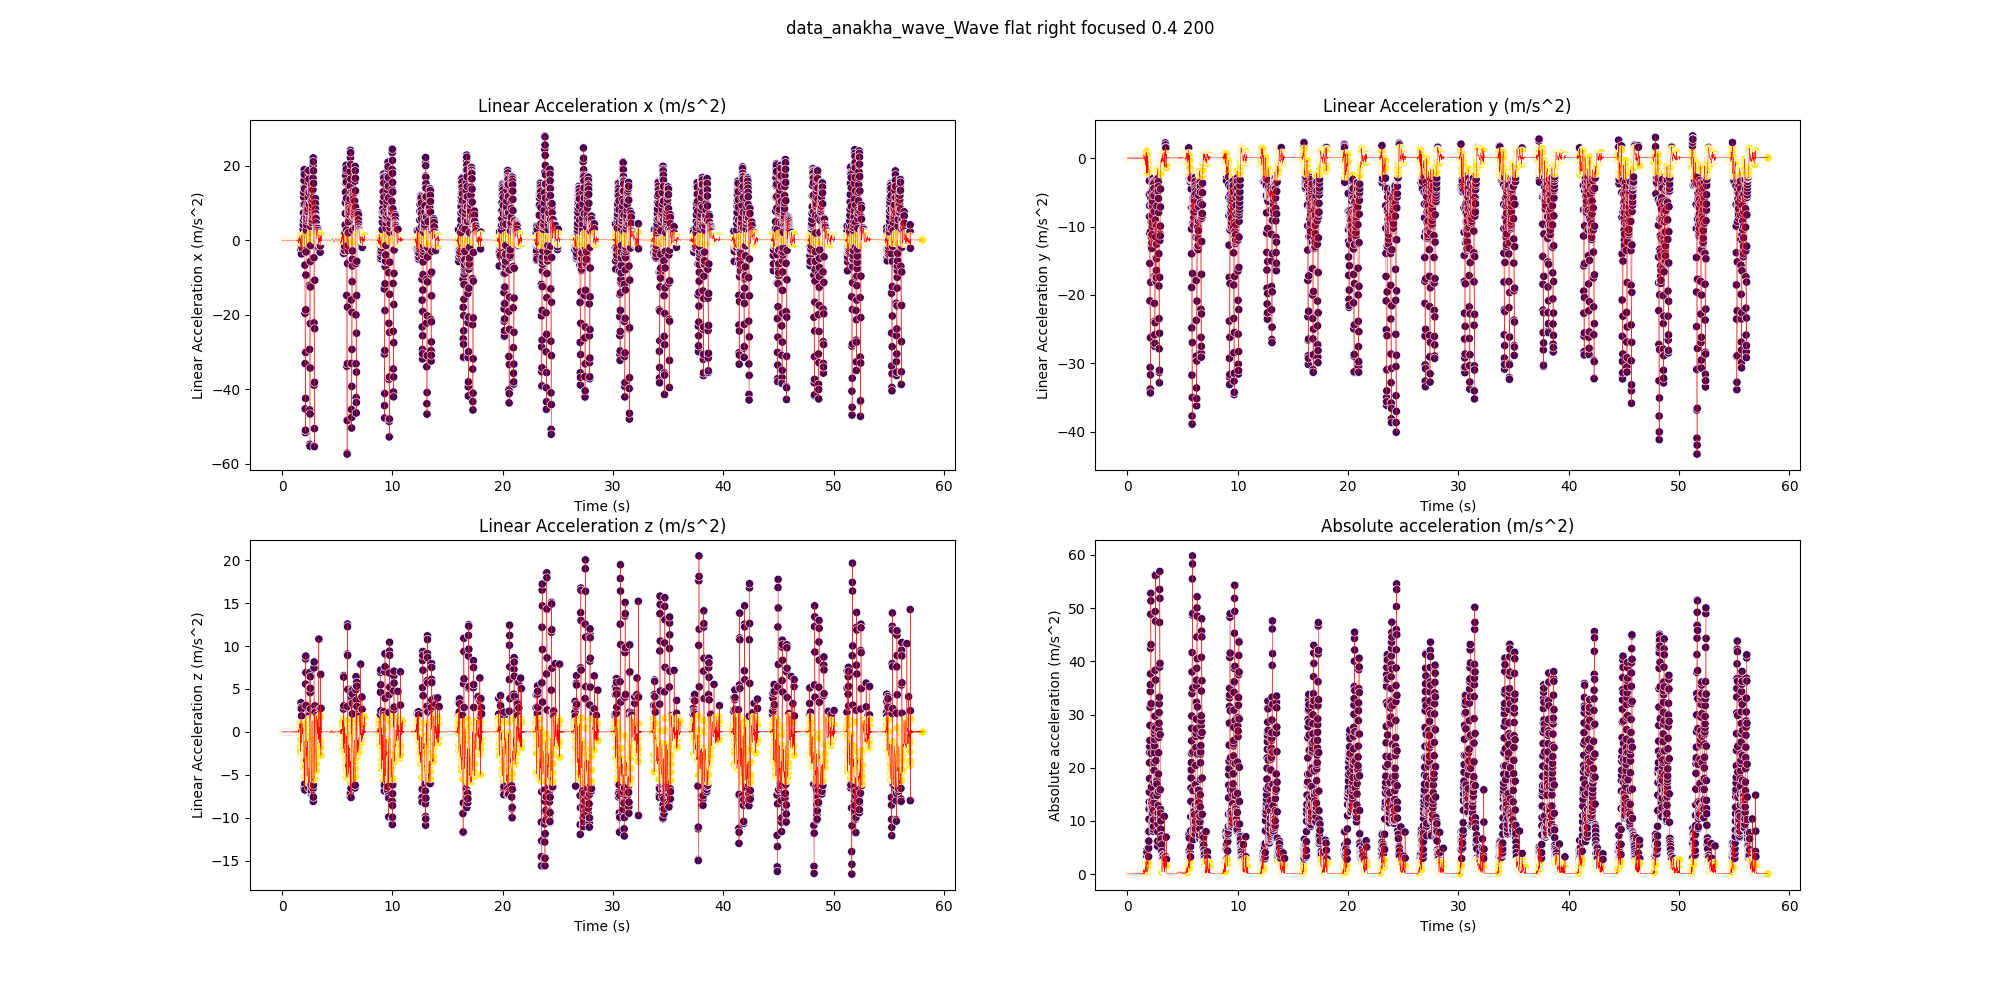 data_anakha_wave_Wave flat right focused 0.4 200
Linear Acceleration x (m/s^2)
Linear Acceleration x (m/s^2)
20
0
−20
−40
−60
0 10 20 30 40 50 60
Time (s)
Linear Acceleration y (m/s^2)
Linear Acceleration y (m/s^2)
0
−10
−20
−30
−40
0 10 20 30 40 50 60
Time (s)
Linear Acceleration z (m/s^2)
Linear Acceleration z (m/s^2)
20
15
10
5
0
−5
−10
−15
0 10 20 30 40 50 60
Time (s)
Absolute acceleration (m/s^2)
Absolute acceleration (m/s^2)
60
50
40
30
20
10
0
0 10 20 30 40 50 60
Time (s)